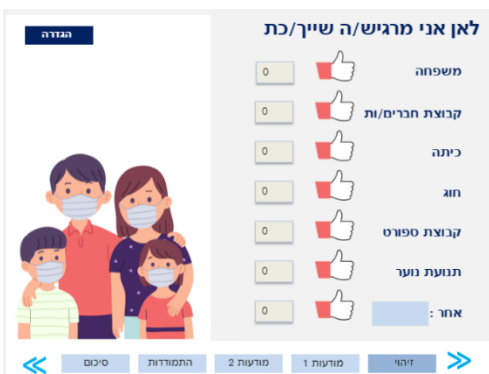 לאן אני מרגיש/ה שייך/כת
הגדרה
משפחה 0
קבוצת חברים/ות 0
כיתה 0
חוג 0
קבוצת ספורט 0
תנועת נוער 0
אחר : 0
זיהוי מודעות 1 מודעות 2 התמודדות סיכום